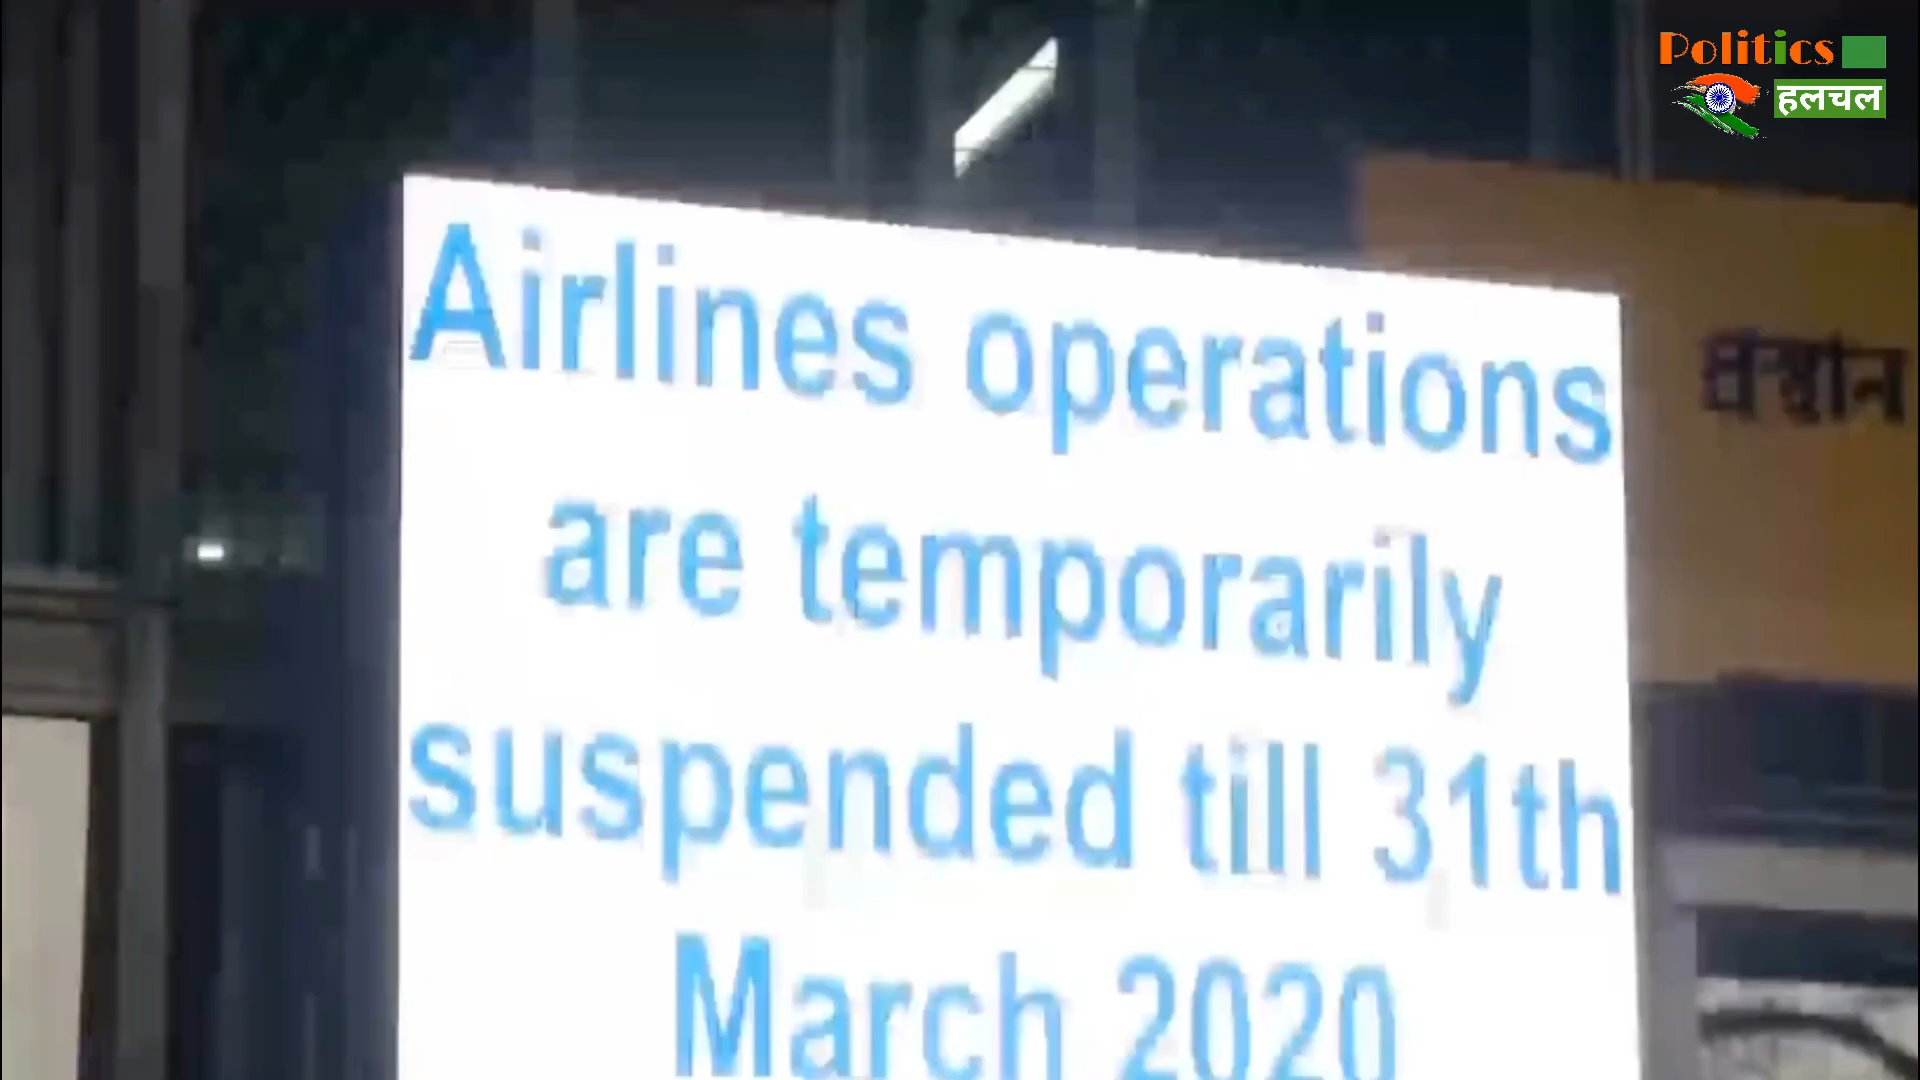 Politics
हलचल
Airlines operations
are temporarily
suspended till 31th
March 2020